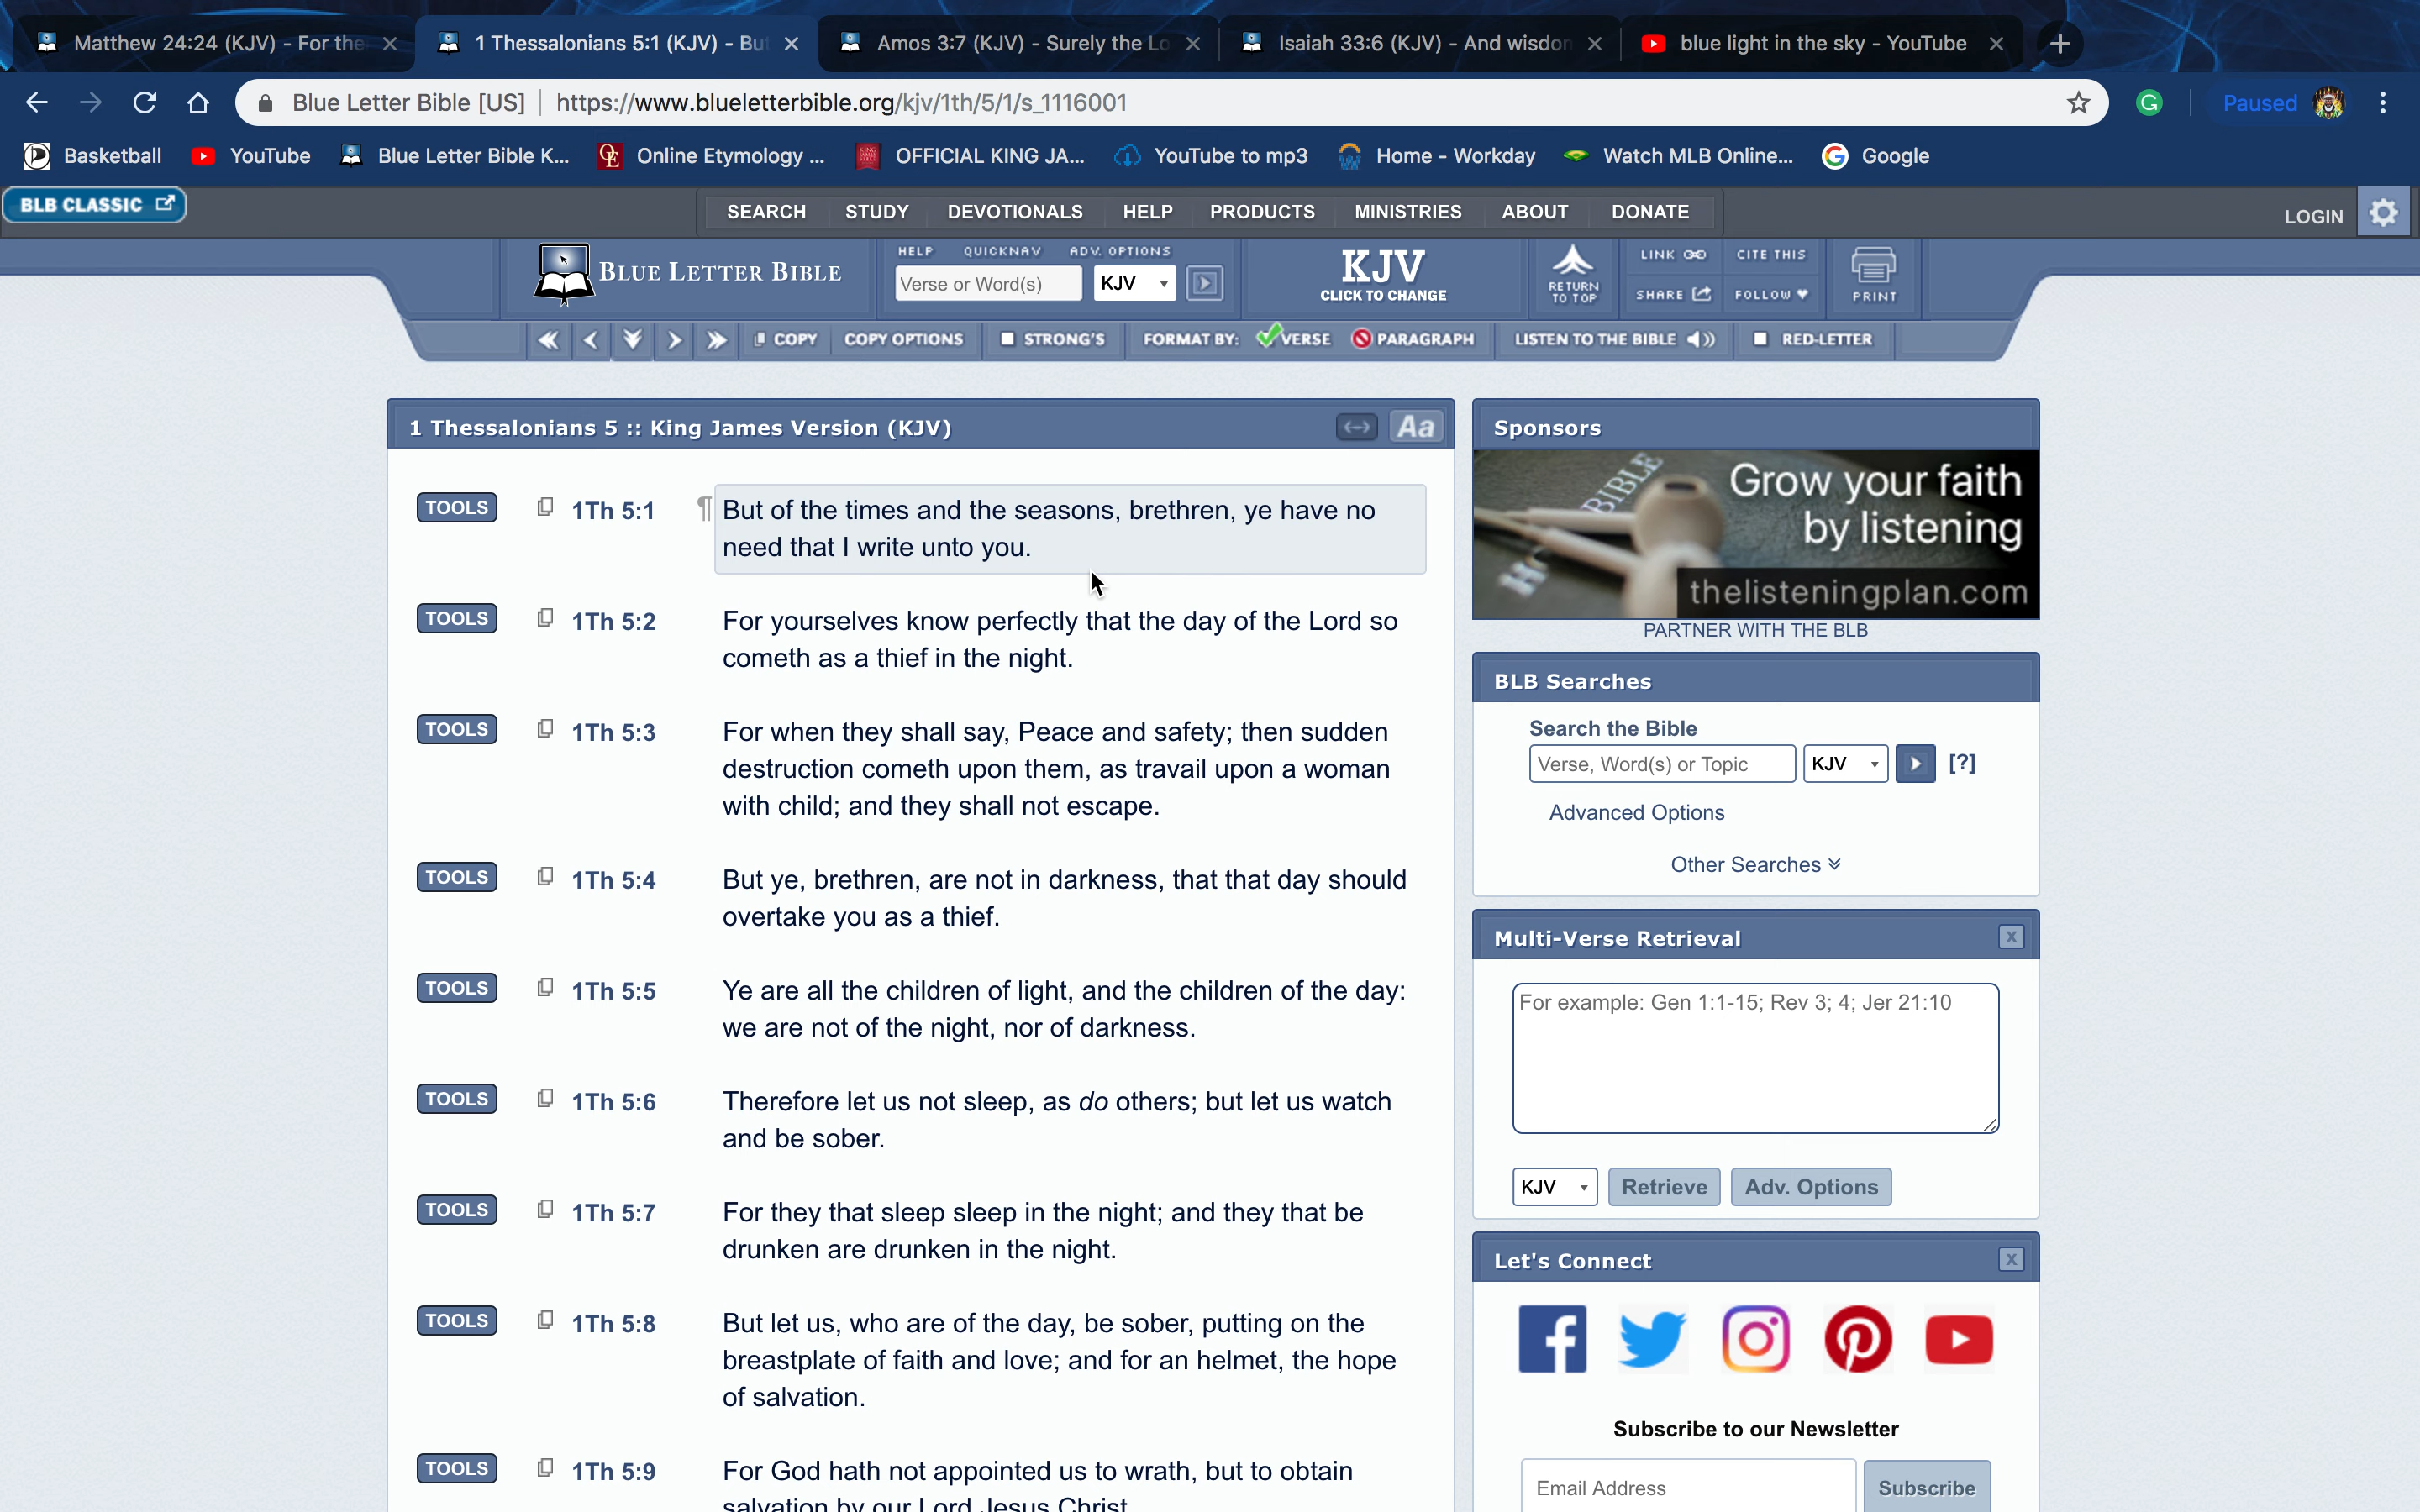 Matthew 24:24 (KJV) - For the
1 Thessalonians 5:1 (KJV) - Bu
Amos 3:7 (KJV) - Surely the Lo
Isaiah 33:6 (KJV) - And wisdon
blue light in the sky - YouTube
Blue Letter Bible [US]
https://www.blueletterbible.org/kjv/1th/5/1/s_1116001
Paused
Basketball
YouTube
Blue Letter Bible K...
Online Etymology ...
OFFICIAL KING JA...
YouTube to mp3
Home - Workday
Watch MLB Online...
Google
BLB CLASSIC
SEARCH STUDY DEVOTIONALS HELP PRODUCTS MINISTRIES ABOUT DONATE
LOGIN
BLUE LETTER BIBLE
HELP QUICKNAV ADV. OPTIONS
Verse or Word(s)
KJV
KJV
CLICK TO CHANGE
RETURN
TO TOP
LINK
CITE THIS
SHARE
FOLLOW
PRINT
COPY
COPY OPTIONS
STRONG'S
FORMAT BY:
VERSE
PARAGRAPH
LISTEN TO THE BIBLE
RED-LETTER
1 Thessalonians 5 :: King James Version (KJV)
Aa
TOOLS 1Th 5:1 ¶ But of the times and the seasons, brethren, ye have no
need that I write unto you.
TOOLS 1Th 5:2 For yourselves know perfectly that the day of the Lord so
cometh as a thief in the night.
TOOLS 1Th 5:3 For when they shall say, Peace and safety; then sudden
destruction cometh upon them, as travail upon a woman
with child; and they shall not escape.
TOOLS 1Th 5:4 But ye, brethren, are not in darkness, that that day should
overtake you as a thief.
TOOLS 1Th 5:5 Ye are all the children of light, and the children of the day:
we are not of the night, nor of darkness.
TOOLS 1Th 5:6 Therefore let us not sleep, as do others; but let us watch
and be sober.
TOOLS 1Th 5:7 For they that sleep sleep in the night; and they that be
drunken are drunken in the night.
TOOLS 1Th 5:8 But let us, who are of the day, be sober, putting on the
breastplate of faith and love; and for an helmet, the hope
of salvation.
TOOLS 1Th 5:9 For God hath not appointed us to wrath, but to obtain
salvation by our Lord Jesus Christ
Sponsors
BIBLE
Grow your faith
by listening
thelisteningplan.com
PARTNER WITH THE BLB
BLB Searches
Search the Bible
Verse, Word(s) or Topic
KJV
[?]
Advanced Options
Other Searches
Multi-Verse Retrieval
X
For example: Gen 1:1-15; Rev 3; 4; Jer 21:10
KJV
Retrieve
Adv. Options
Let's Connect
X
Subscribe to our Newsletter
Email Address
Subscribe